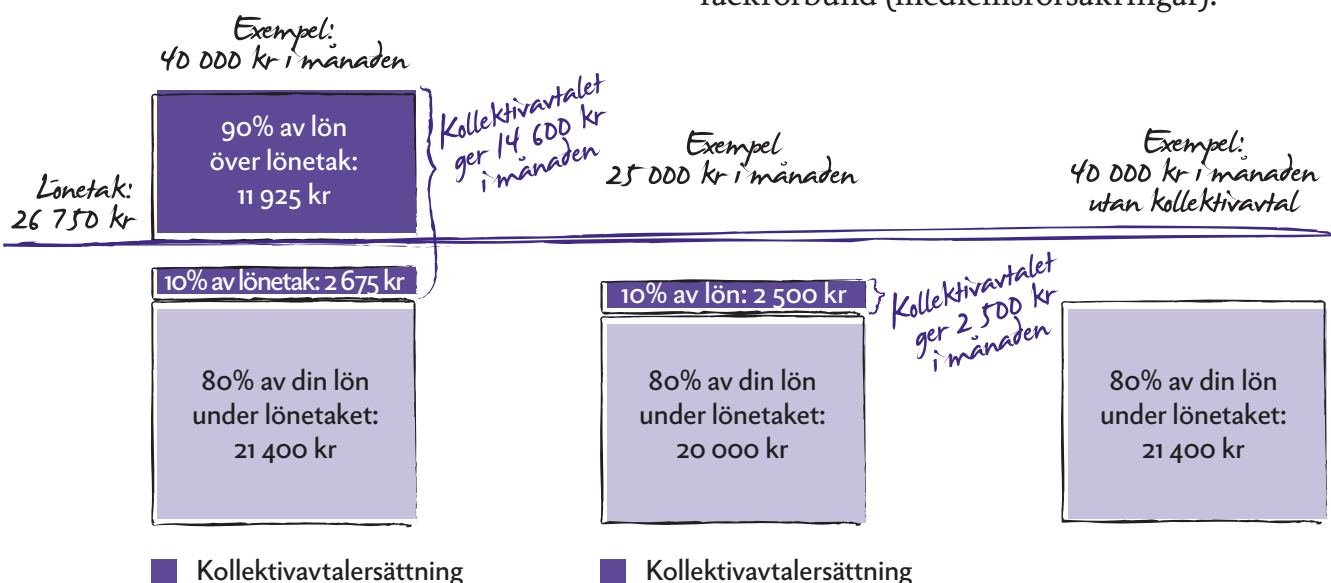 fackförbund (medlemsförsäkringar).
Exempel:
40 000 kr i månaden
90% av lön
över lönetak:
11 925 kr
Kollektivavtalet
ger 14 600 kr
i månaden
Lönetak:
26 750 kr
10% av lönetak: 2 675 kr
80% av din lön
under lönetaket:
21 400 kr
Exempel
25 000 kr i månaden
10% av lön: 2 500 kr
Kollektivavtalet
ger 2 500 kr
i månaden
80% av din lön
under lönetaket:
20 000 kr
Exempel:
40 000 kr i månaden
utan kollektivavtal
80% av din lön
under lönetaket:
21 400 kr
Kollektivavtalersättning
Kollektivavtalersättning